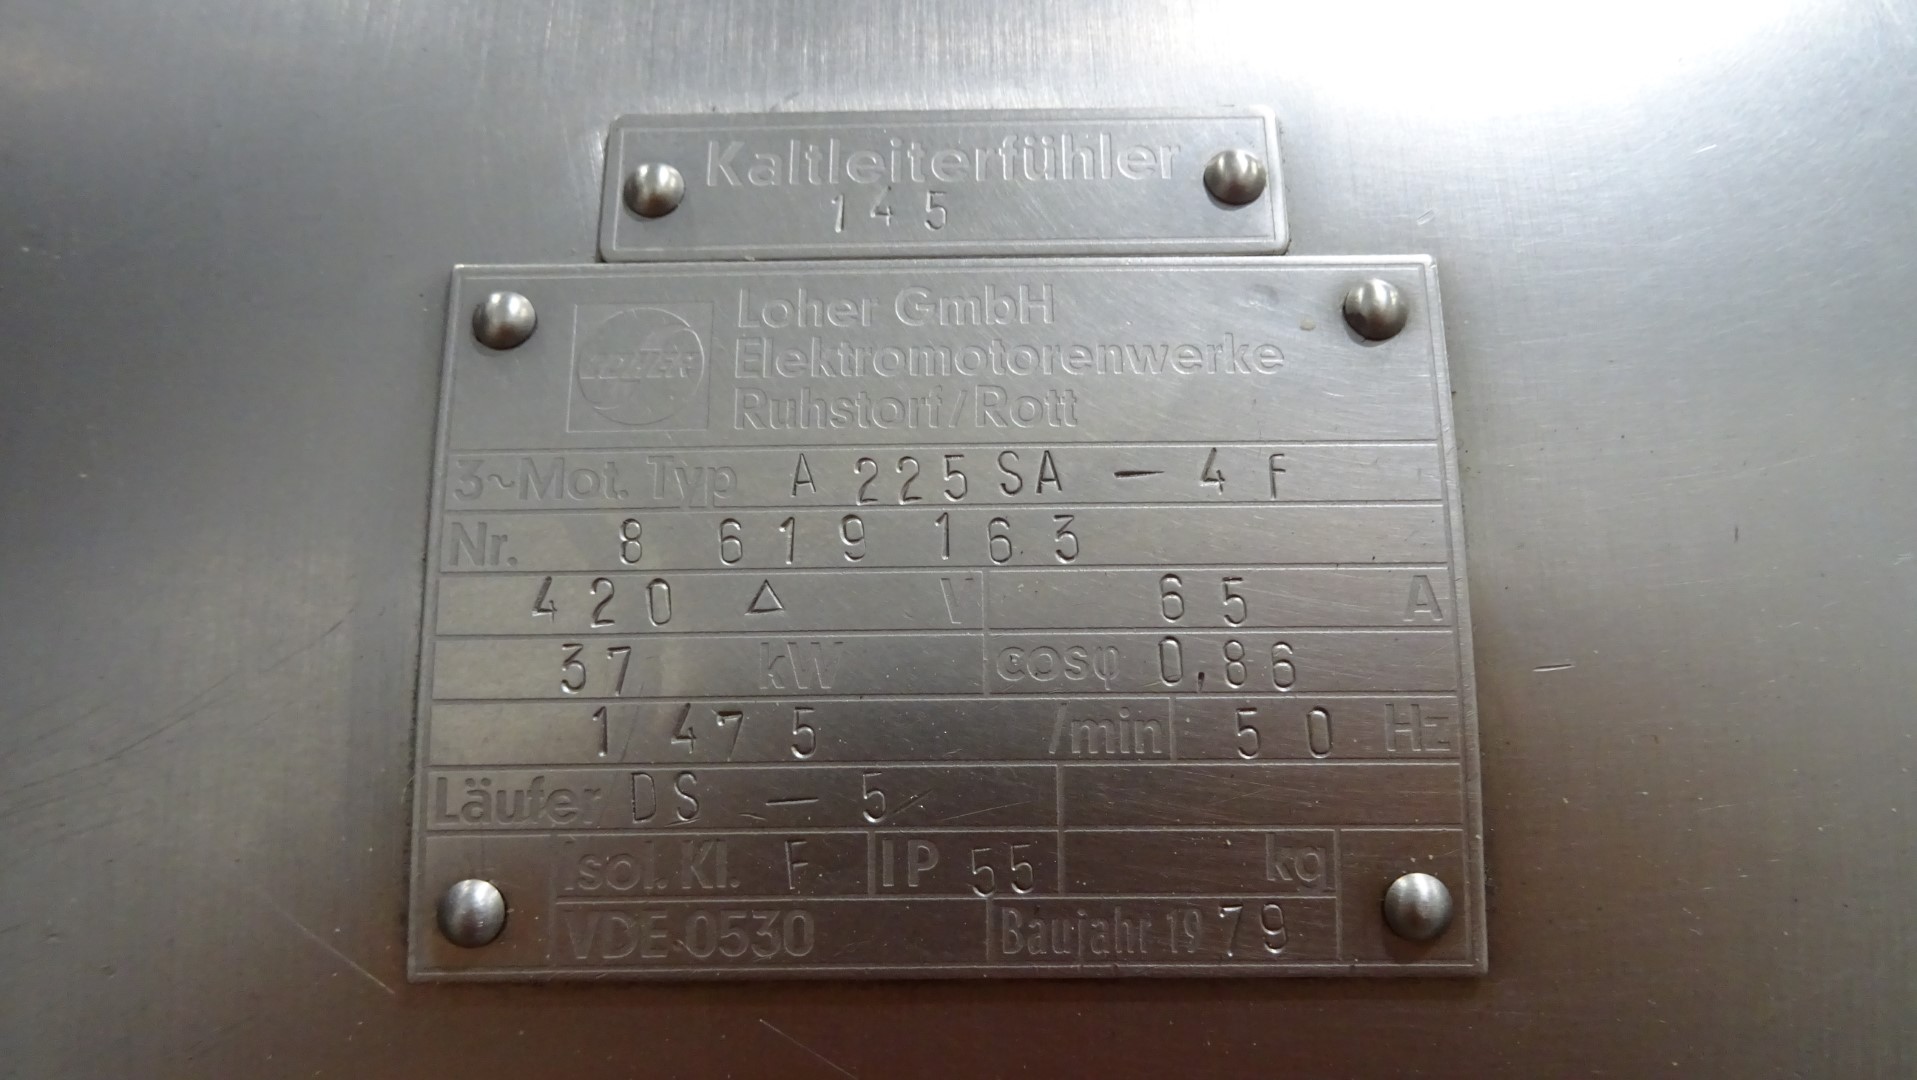 Kaltleiterfühler
145
LOHER
Loher GmbH
Elektromotorenwerke
Ruhstorf/Rott
3~Mot. Typ A 225 SA - 4 F
Nr. 8 619 163
420 △ V 65 A
37 kW cosφ 0,86
1475 /min 50 Hz
Läufer DS - 5
Isol. Kl. F IP 55 kg
VDE 0530 Baujahr 1979